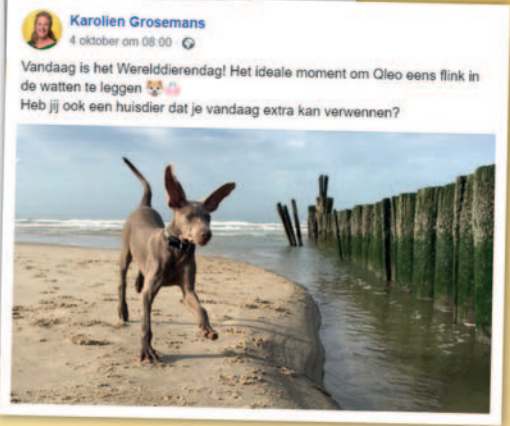 Karolien Grosemans
4 oktober om 08:00
Vandaag is het Werelddierendag! Het ideale moment om Qleo eens flink in
de watten te leggen
Heb jij ook een huisdier dat je vandaag extra kan verwennen?